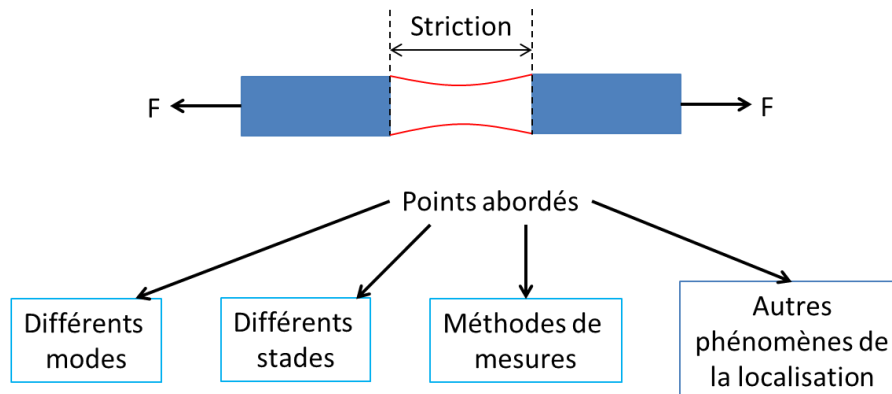 Striction
F
F
Points abordés
Différents
modes
Différents
stades
Méthodes de
mesures
Autres
phénomènes de
la localisation